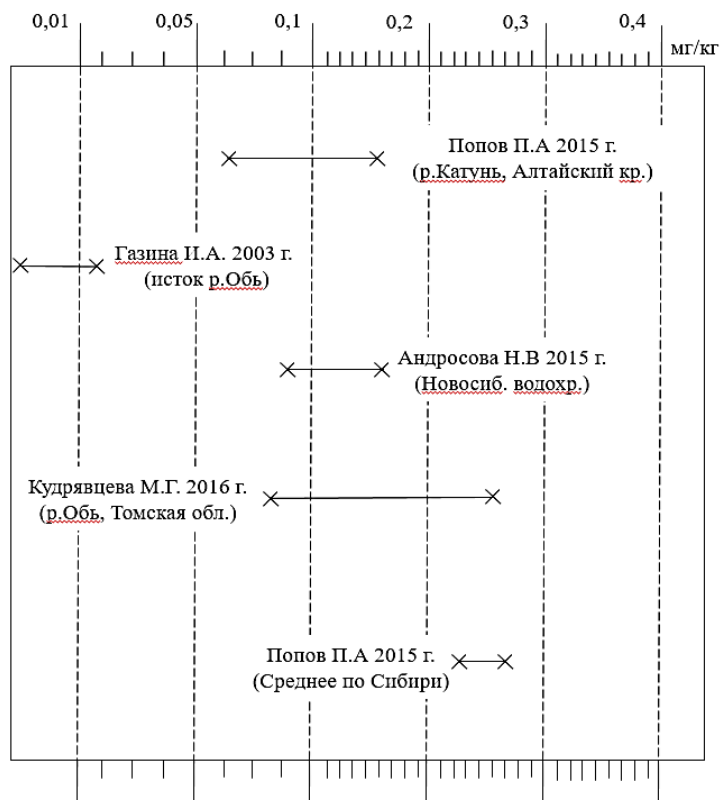 0,01 0,05 0,1 0,2 0,3 0,4
мг/кг
Попов П.А 2015 г.
(р.Катунь, Алтайский кр.)
Газина И.А. 2003 г.
(исток р.Обь)
Андросова Н.В 2015 г.
(Новосиб. водохр.)
Кудрявцева М.Г. 2016 г.
(р.Обь, Томская обл.)
Попов П.А 2015 г.
(Среднее по Сибири)